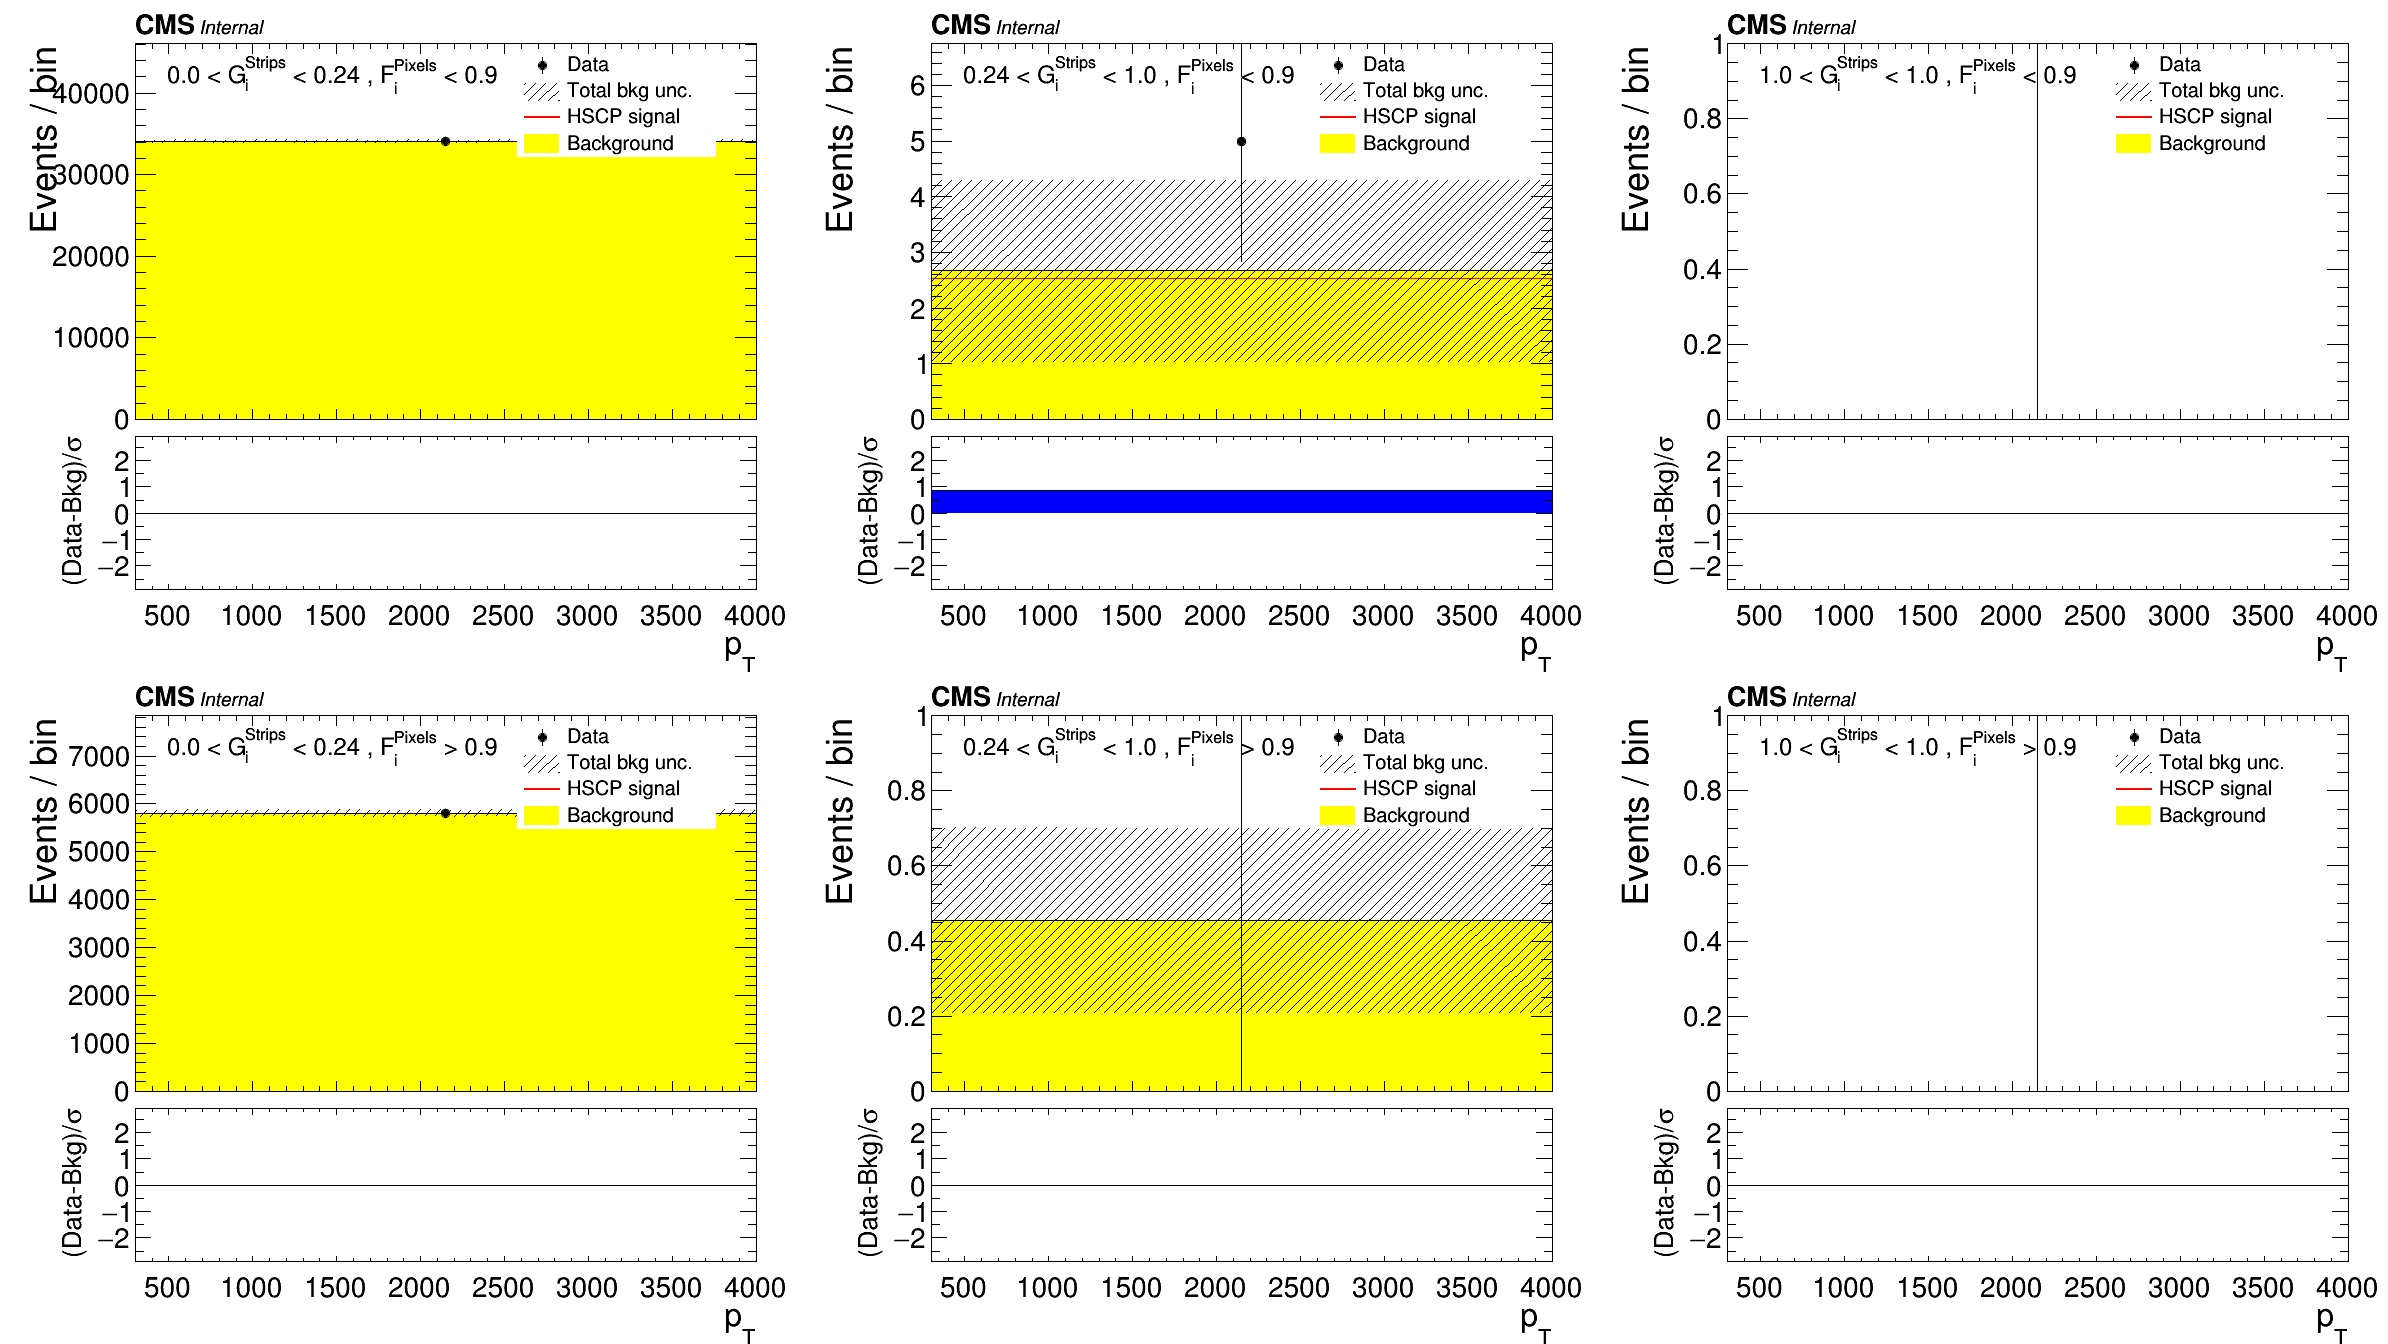 CMS Internal
Events / bin
0.0 < G_i^Strips < 0.24 , F_i^Pixels < 0.9
Data
Total bkg unc.
HSCP signal
Background
40000
30000
20000
10000
0
(Data-Bkg)/σ
2
1
0
−1
−2
500 1000 1500 2000 2500 3000 3500 4000
p_T
CMS Internal
Events / bin
0.24 < G_i^Strips < 1.0 , F_i^Pixels < 0.9
Data
Total bkg unc.
HSCP signal
Background
6
5
4
3
2
1
0
(Data-Bkg)/σ
2
1
0
−1
−2
500 1000 1500 2000 2500 3000 3500 4000
p_T
CMS Internal
Events / bin
1.0 < G_i^Strips < 1.0 , F_i^Pixels < 0.9
Data
Total bkg unc.
HSCP signal
Background
1
0.8
0.6
0.4
0.2
0
(Data-Bkg)/σ
2
1
0
−1
−2
500 1000 1500 2000 2500 3000 3500 4000
p_T
CMS Internal
Events / bin
0.0 < G_i^Strips < 0.24 , F_i^Pixels > 0.9
Data
Total bkg unc.
HSCP signal
Background
7000
6000
5000
4000
3000
2000
1000
0
(Data-Bkg)/σ
2
1
0
−1
−2
500 1000 1500 2000 2500 3000 3500 4000
p_T
CMS Internal
Events / bin
0.24 < G_i^Strips < 1.0 , F_i^Pixels > 0.9
Data
Total bkg unc.
HSCP signal
Background
1
0.8
0.6
0.4
0.2
0
(Data-Bkg)/σ
2
1
0
−1
−2
500 1000 1500 2000 2500 3000 3500 4000
p_T
CMS Internal
Events / bin
1.0 < G_i^Strips < 1.0 , F_i^Pixels > 0.9
Data
Total bkg unc.
HSCP signal
Background
1
0.8
0.6
0.4
0.2
0
(Data-Bkg)/σ
2
1
0
−1
−2
500 1000 1500 2000 2500 3000 3500 4000
p_T